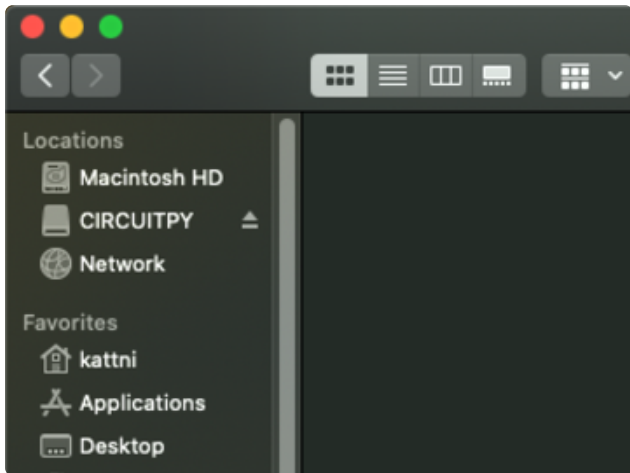 Locations
Macintosh HD
CIRCUITPY
Network
Favorites
kattni
Applications
Desktop